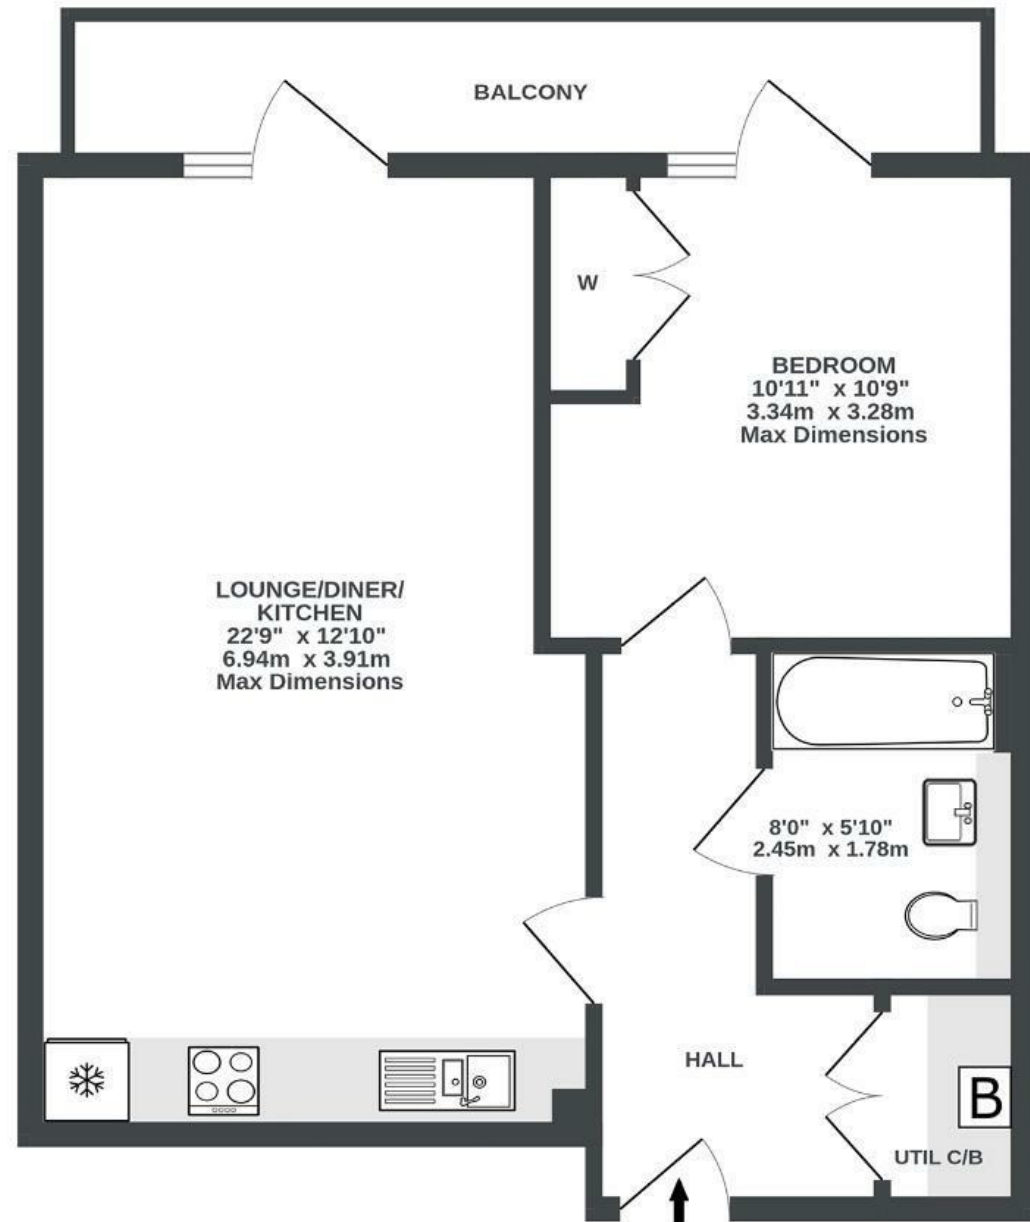 BALCONY
W
BEDROOM
10'11" x 10'9"
3.34m x 3.28m
Max Dimensions
LOUNGE/DINER/
KITCHEN
22'9" x 12'10"
6.94m x 3.91m
Max Dimensions
8'0" x 5'10"
2.45m x 1.78m
HALL
B
UTIL C/B